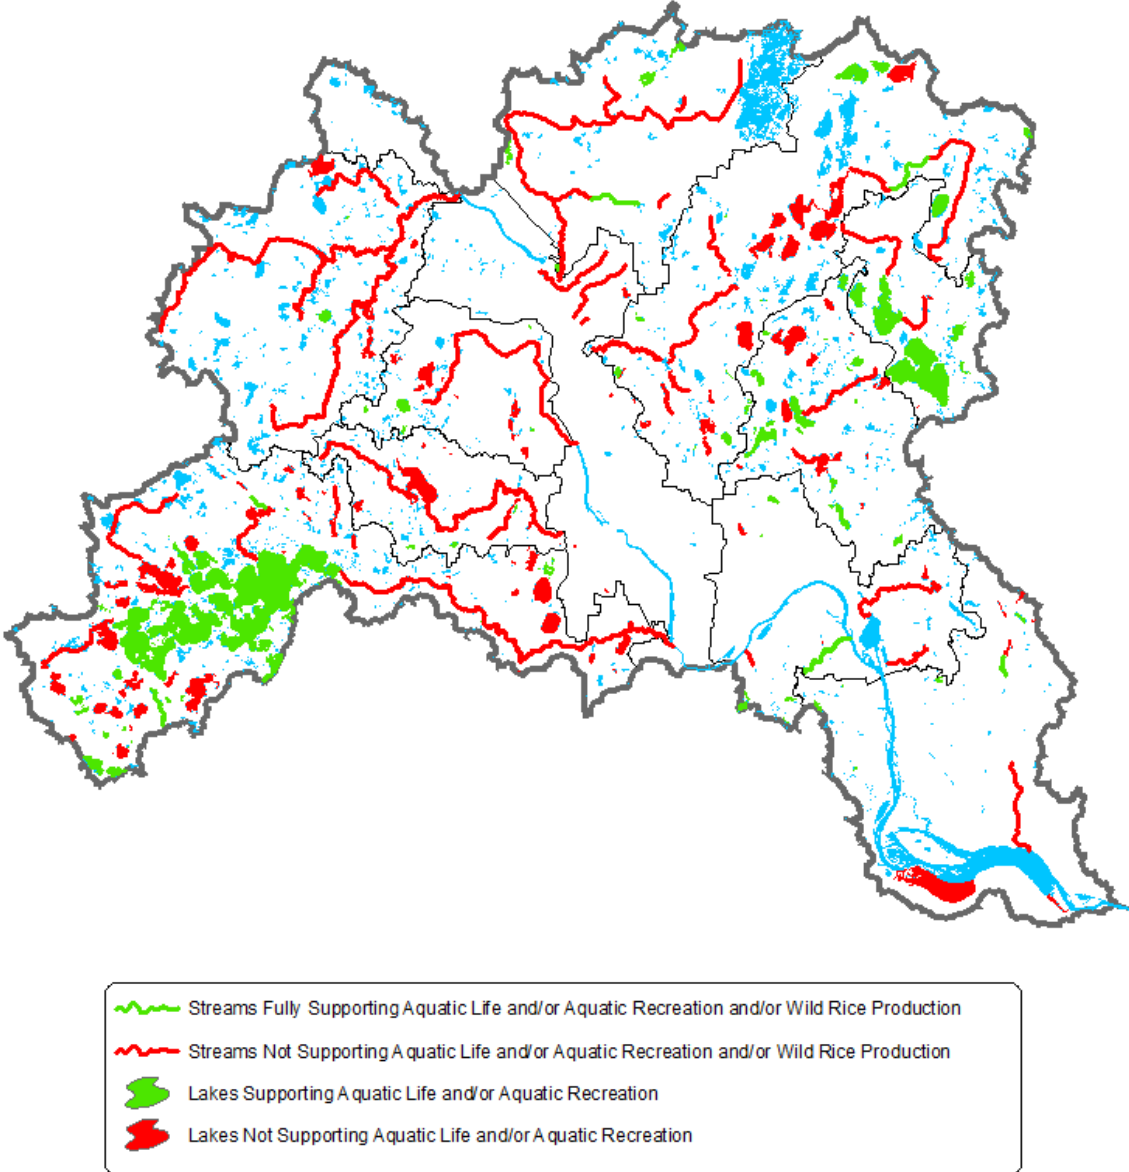 Streams Fully Supporting Aquatic Life and/or Aquatic Recreation and/or Wild Rice Production
Streams Not Supporting Aquatic Life and/or Aquatic Recreation and/or Wild Rice Production
Lakes Supporting Aquatic Life and/or Aquatic Recreation
Lakes Not Supporting Aquatic Life and/or Aquatic Recreation